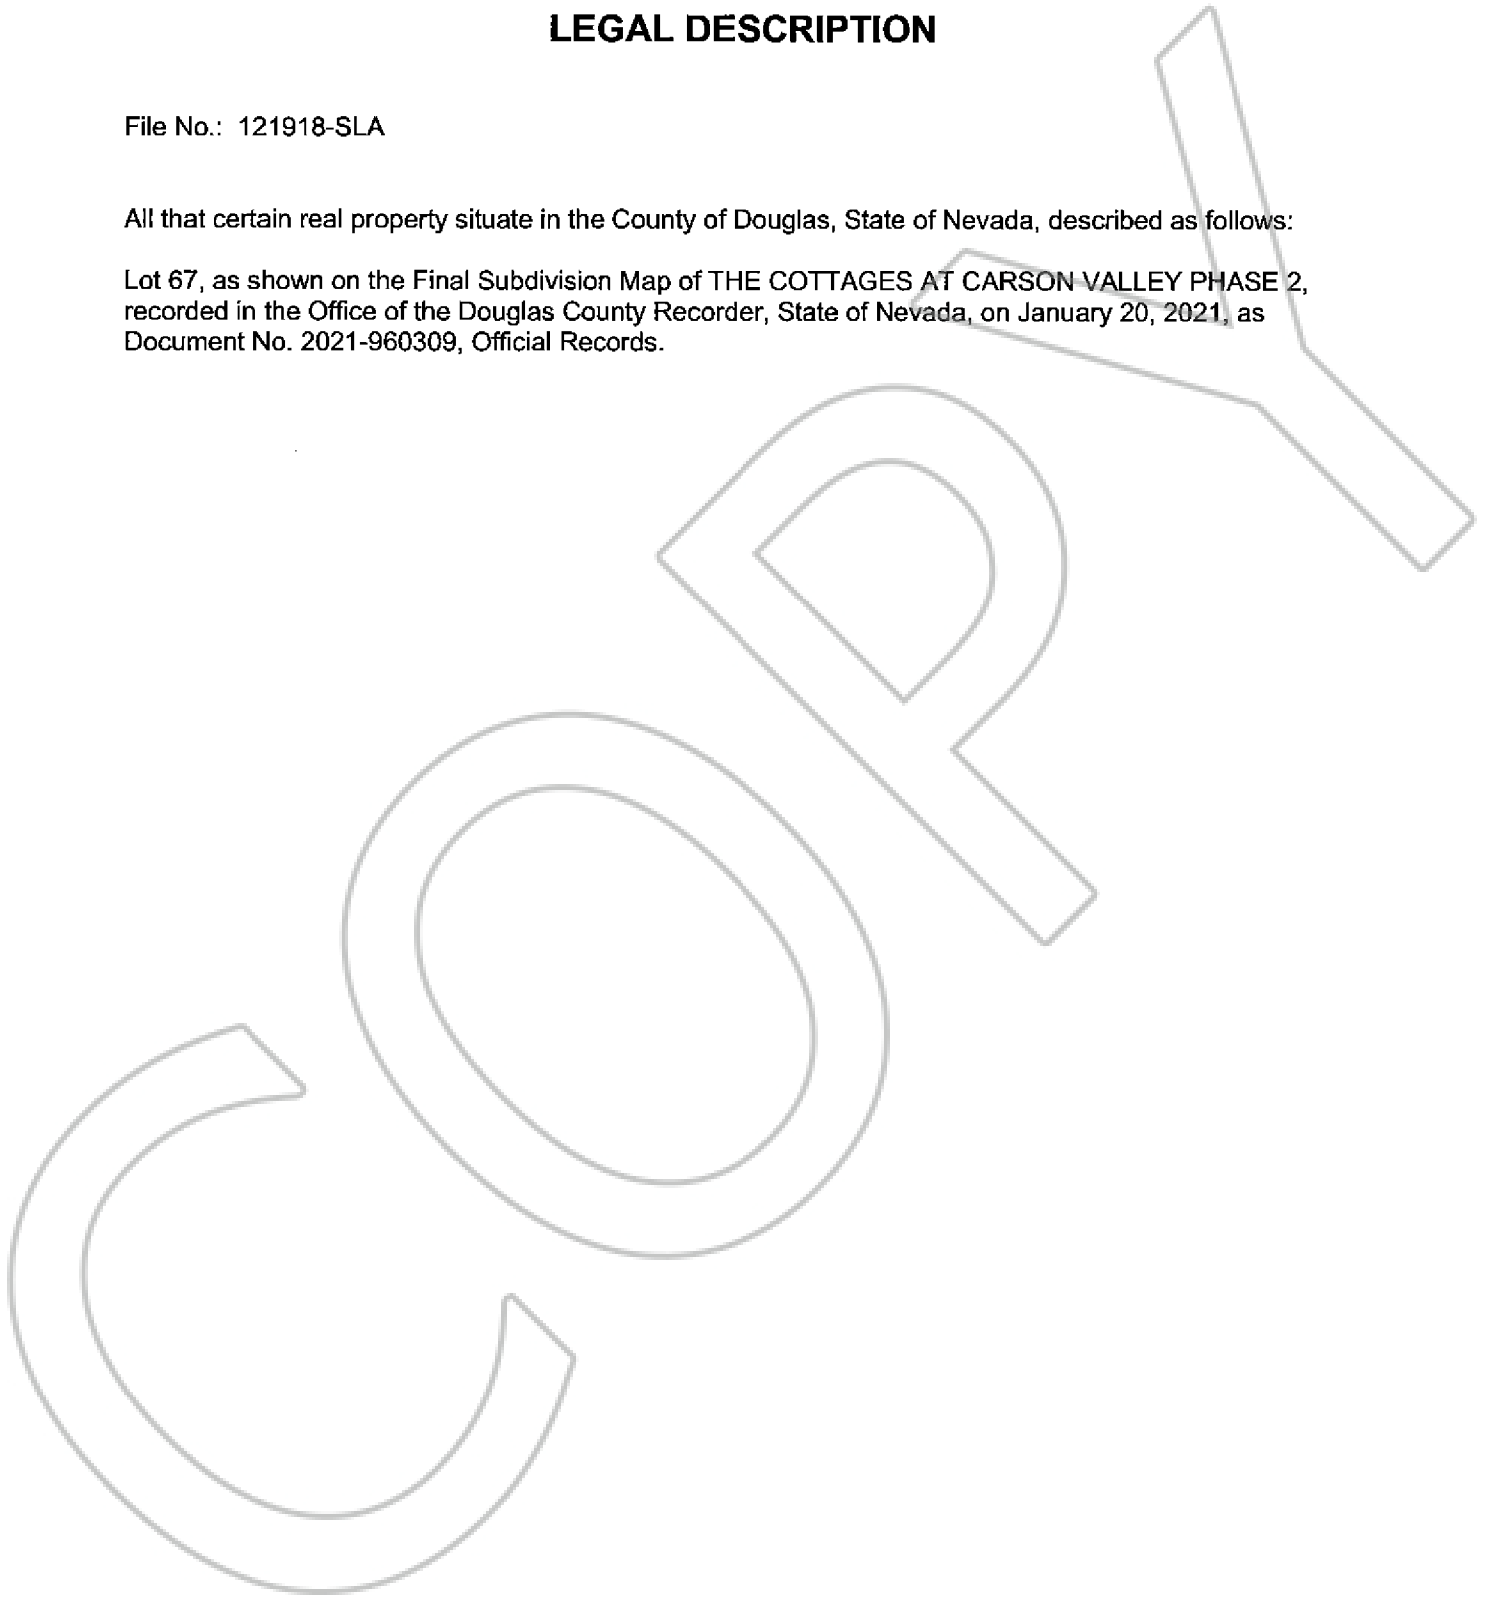 LEGAL DESCRIPTION
File No.: 121918-SLA
All that certain real property situate in the County of Douglas, State of Nevada, described as follows:
Lot 67, as shown on the Final Subdivision Map of THE COTTAGES AT CARSON VALLEY PHASE 2,
recorded in the Office of the Douglas County Recorder, State of Nevada, on January 20, 2021, as
Document No. 2021-960309, Official Records.
COPY